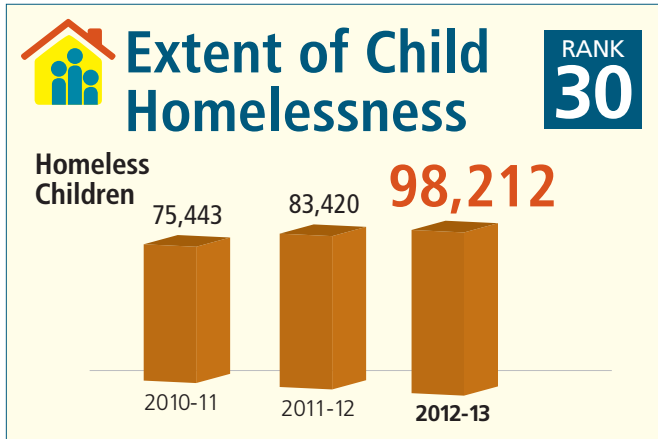 Extent of Child
Homelessness
RANK
30
Homeless
Children
75,443
83,420
98,212
2010-11
2011-12
2012-13